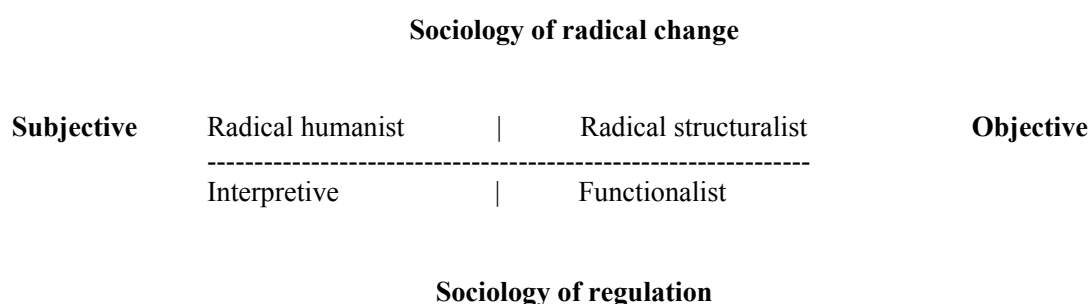 Sociology of radical change
Subjective Radical humanist | Radical structuralist Objective
----------------------------------------------------------------
Interpretive | Functionalist
Sociology of regulation